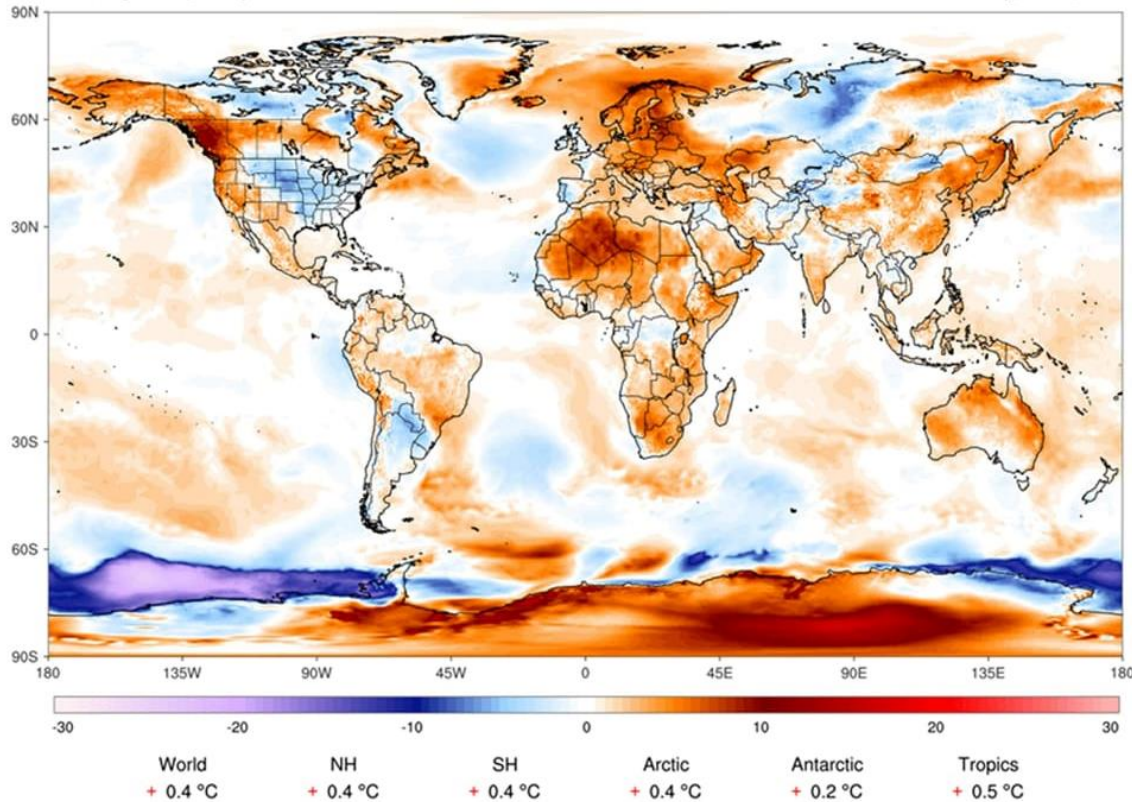 90N
60N
30N
0
30S
60S
90S
180 135W 90W 45W 0 45E 90E 135E 180
-30 -20 -10 0 10 20 30
World NH SH Arctic Antarctic Tropics
+ 0.4 °C + 0.4 °C + 0.4 °C + 0.4 °C + 0.2 °C + 0.5 °C